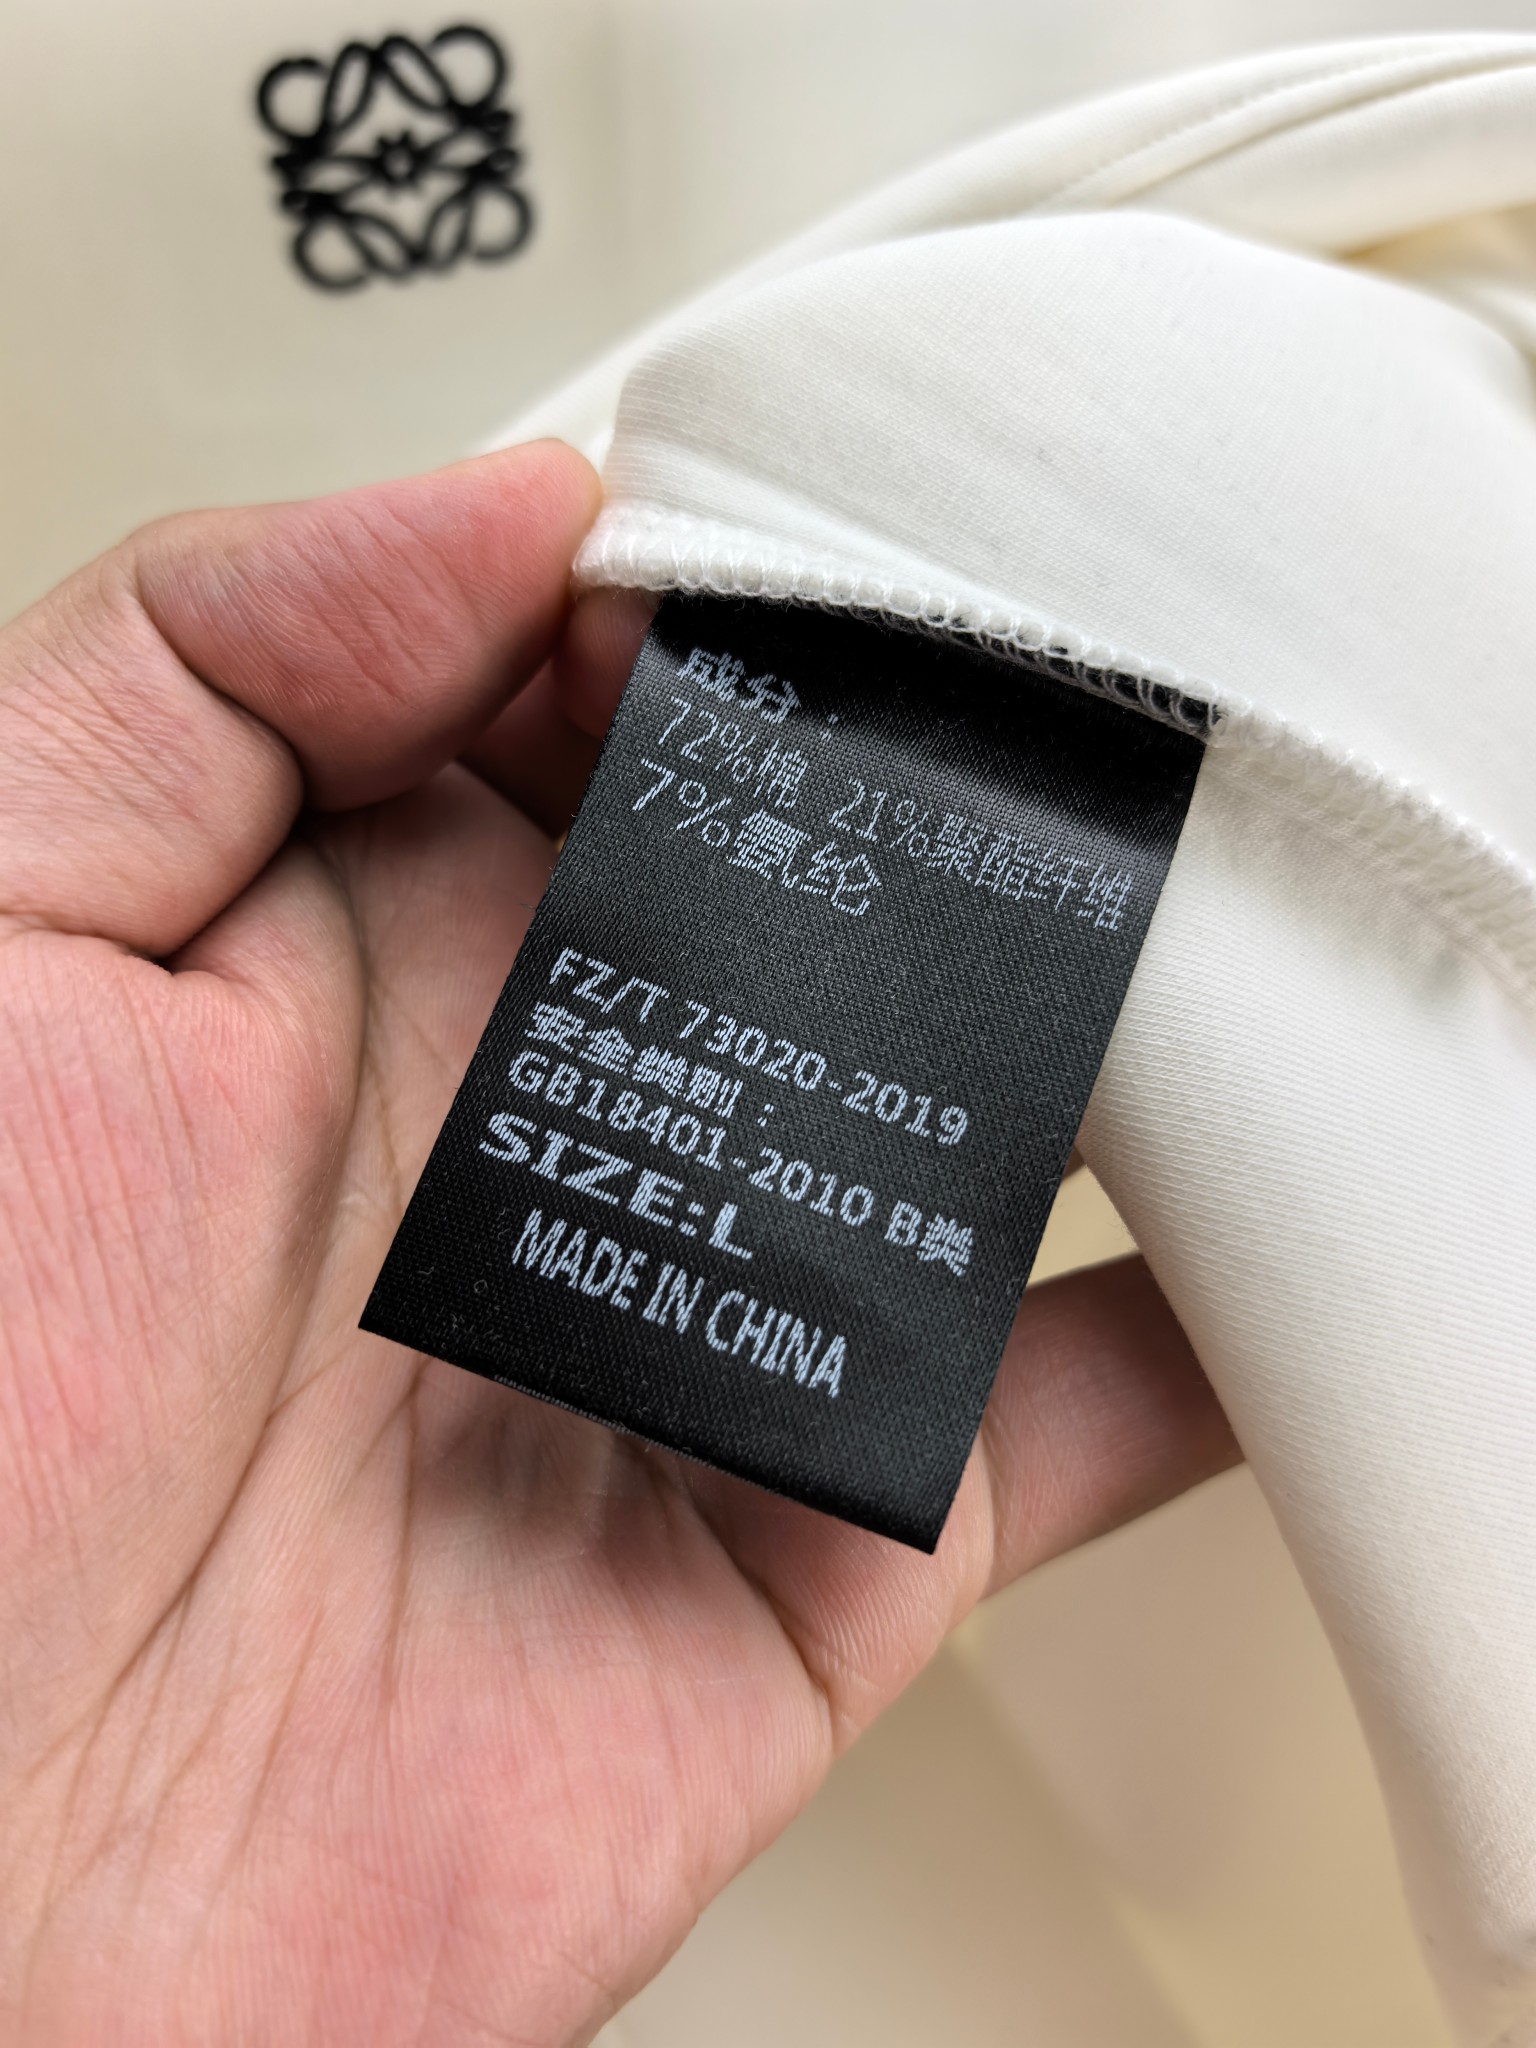 成分：
72%棉 21%聚酯纤维
7%氨纶
FZ/T 73020-2019
安全类别：
GB18401-2010 B类
SIZE:L
MADE IN CHINA